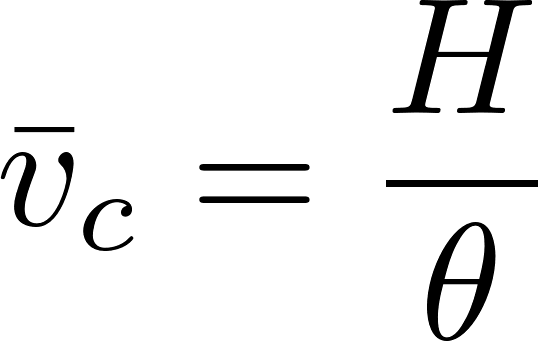 v̄_c = H/θ